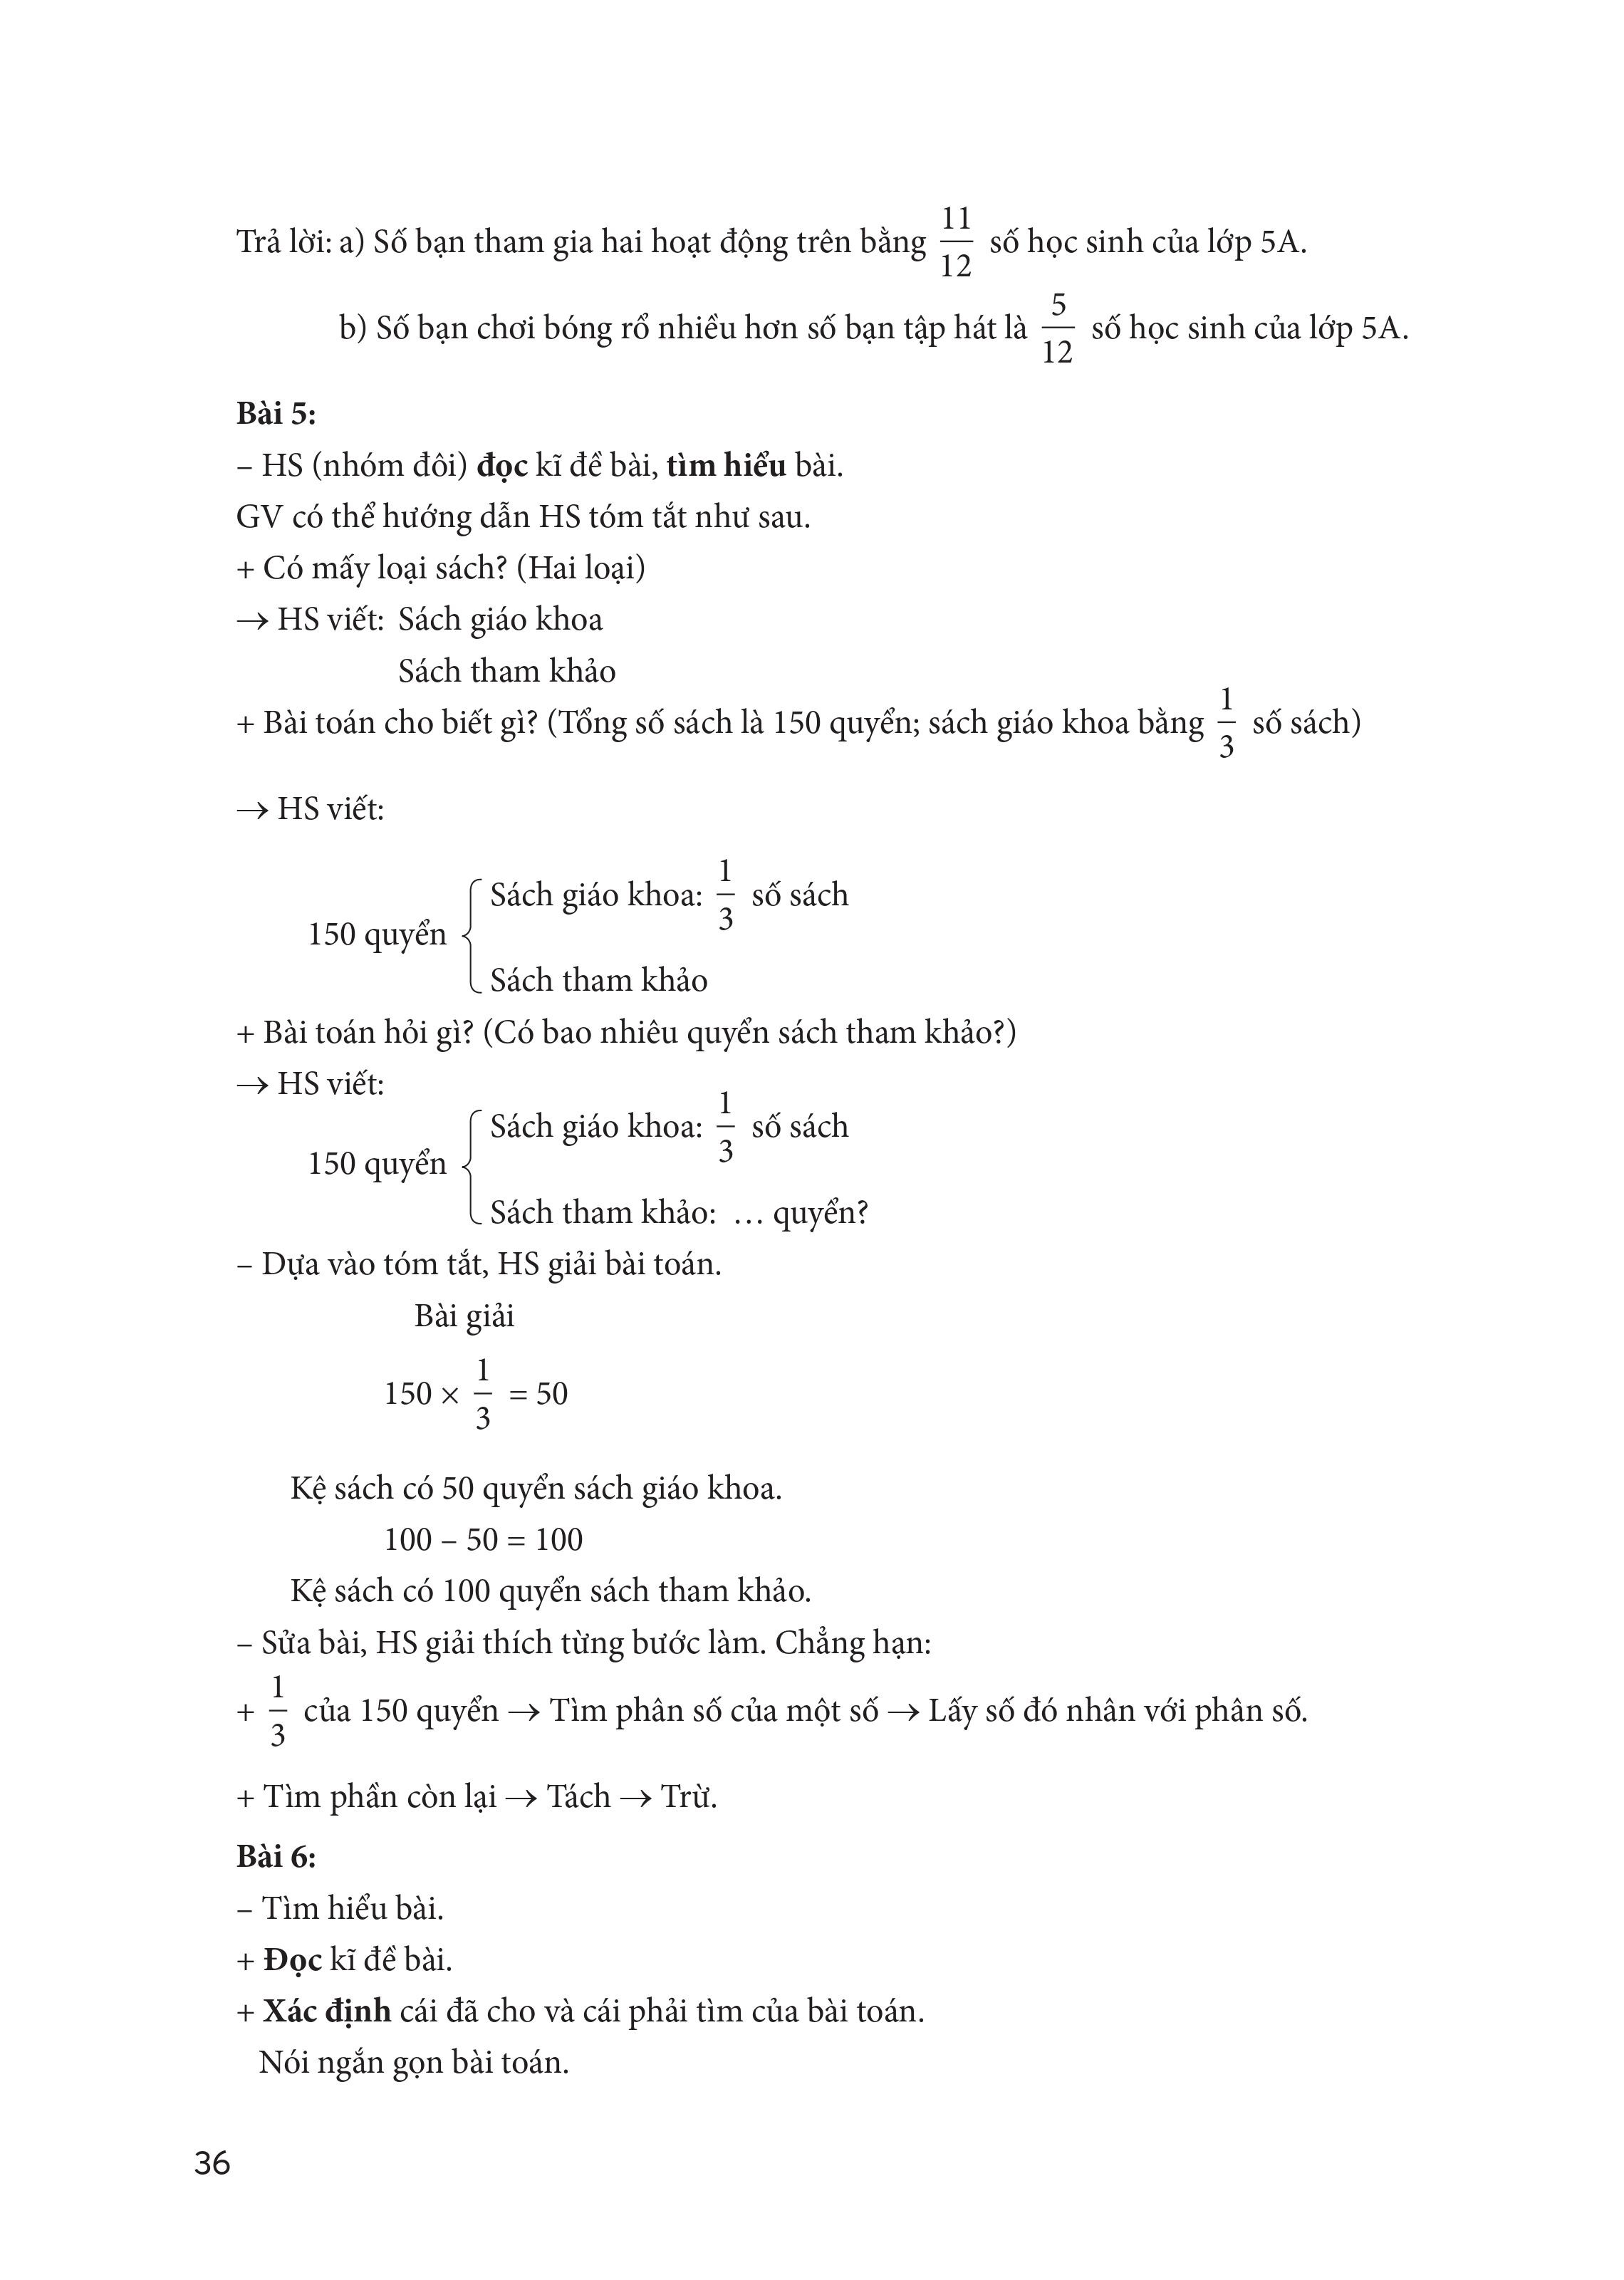 Trả lời: a) Số bạn tham gia hai hoạt động trên bằng 11/12 số học sinh của lớp 5A.
b) Số bạn chơi bóng rổ nhiều hơn số bạn tập hát là 5/12 số học sinh của lớp 5A.
Bài 5:
– HS (nhóm đôi) đọc kĩ đề bài, tìm hiểu bài.
GV có thể hướng dẫn HS tóm tắt như sau.
+ Có mấy loại sách? (Hai loại)
→ HS viết: Sách giáo khoa
Sách tham khảo
+ Bài toán cho biết gì? (Tổng số sách là 150 quyển; sách giáo khoa bằng 1/3 số sách)
→ HS viết:
Sách giáo khoa: 1/3 số sách
150 quyển {
Sách tham khảo
+ Bài toán hỏi gì? (Có bao nhiêu quyển sách tham khảo?)
→ HS viết:
Sách giáo khoa: 1/3 số sách
150 quyển {
Sách tham khảo: … quyển?
– Dựa vào tóm tắt, HS giải bài toán.
Bài giải
150 × 1/3 = 50
Kệ sách có 50 quyển sách giáo khoa.
100 – 50 = 100
Kệ sách có 100 quyển sách tham khảo.
– Sửa bài, HS giải thích từng bước làm. Chẳng hạn:
+ 1/3 của 150 quyển → Tìm phân số của một số → Lấy số đó nhân với phân số.
+ Tìm phần còn lại → Tách → Trừ.
Bài 6:
– Tìm hiểu bài.
+ Đọc kĩ đề bài.
+ Xác định cái đã cho và cái phải tìm của bài toán.
Nói ngắn gọn bài toán.
36